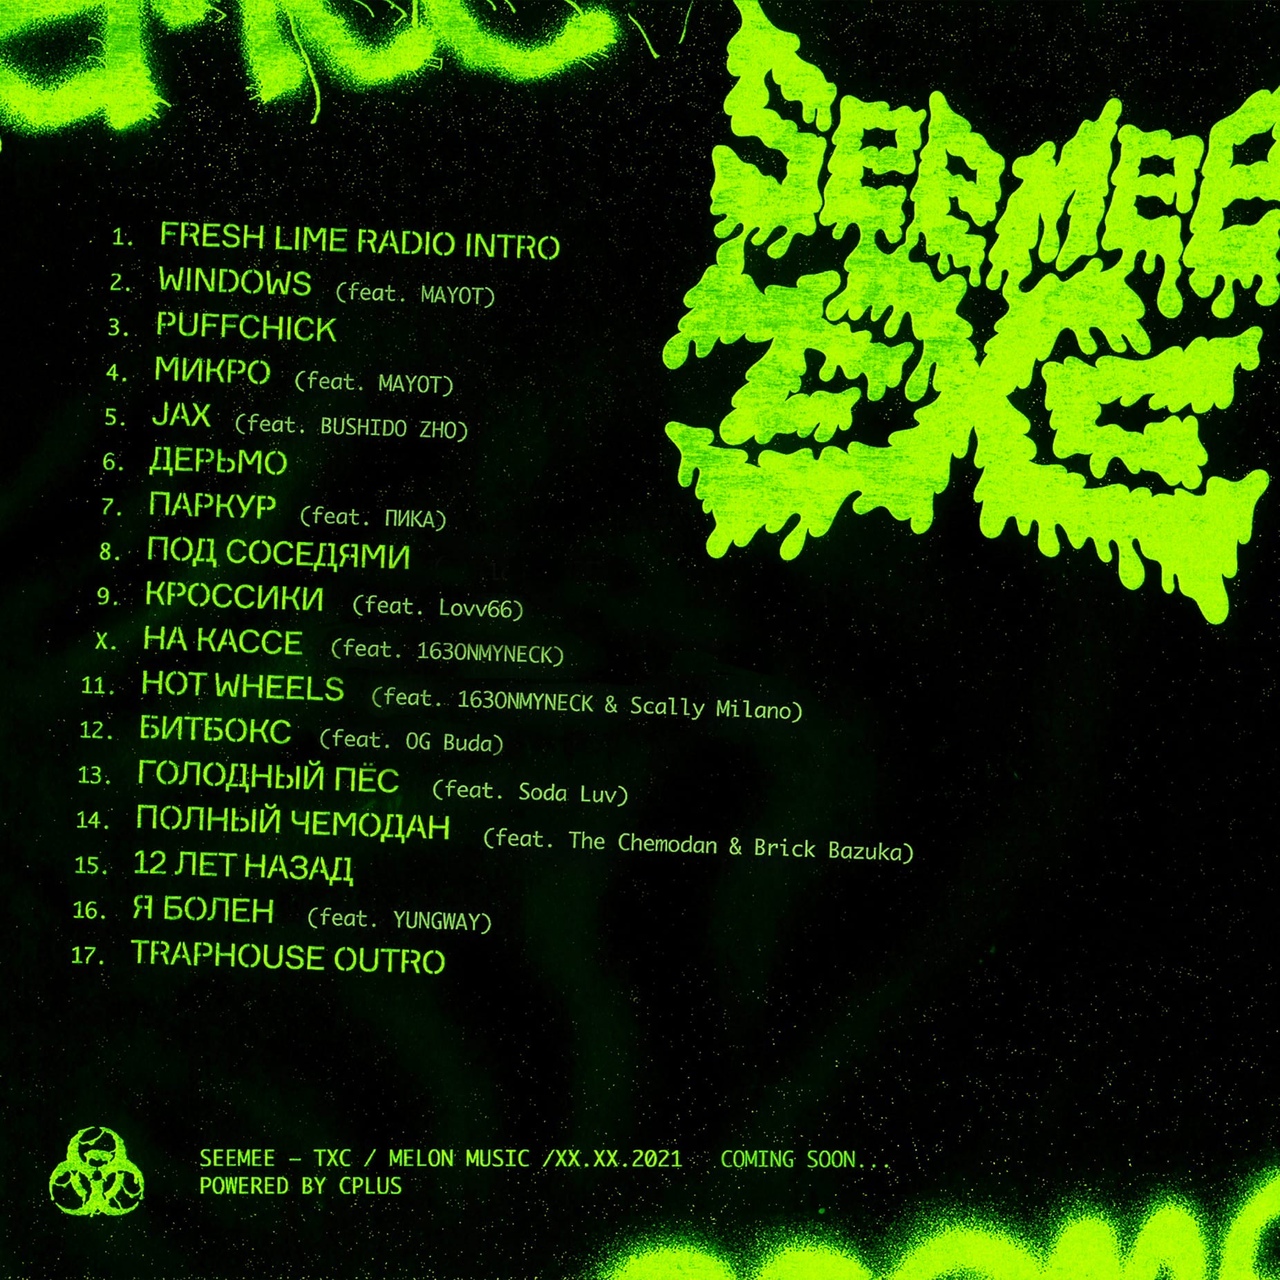 SEEMEE
TXC
1. FRESH LIME RADIO INTRO
2. WINDOWS (feat. MAYOT)
3. PUFFCHICK
4. МИКРО (feat. MAYOT)
5. JAX (feat. BUSHIDO ZHO)
6. ДЕРЬМО
7. ПАРКУР (feat. ПИКА)
8. ПОД СОСЕДЯМИ
9. КРОССИКИ (feat. Lovv66)
X. НА КАССЕ (feat. 163ONMYNECK)
11. HOT WHEELS (feat. 163ONMYNECK & Scally Milano)
12. БИТБОКС (feat. OG Buda)
13. ГОЛОДНЫЙ ПЁС (feat. Soda Luv)
14. ПОЛНЫЙ ЧЕМОДАН (feat. The Chemodan & Brick Bazuka)
15. 12 ЛЕТ НАЗАД
16. Я БОЛЕН (feat. YUNGWAY)
17. TRAPHOUSE OUTRO
SEEMEE – TXC / MELON MUSIC /XX.XX.2021 COMING SOON...
POWERED BY CPLUS